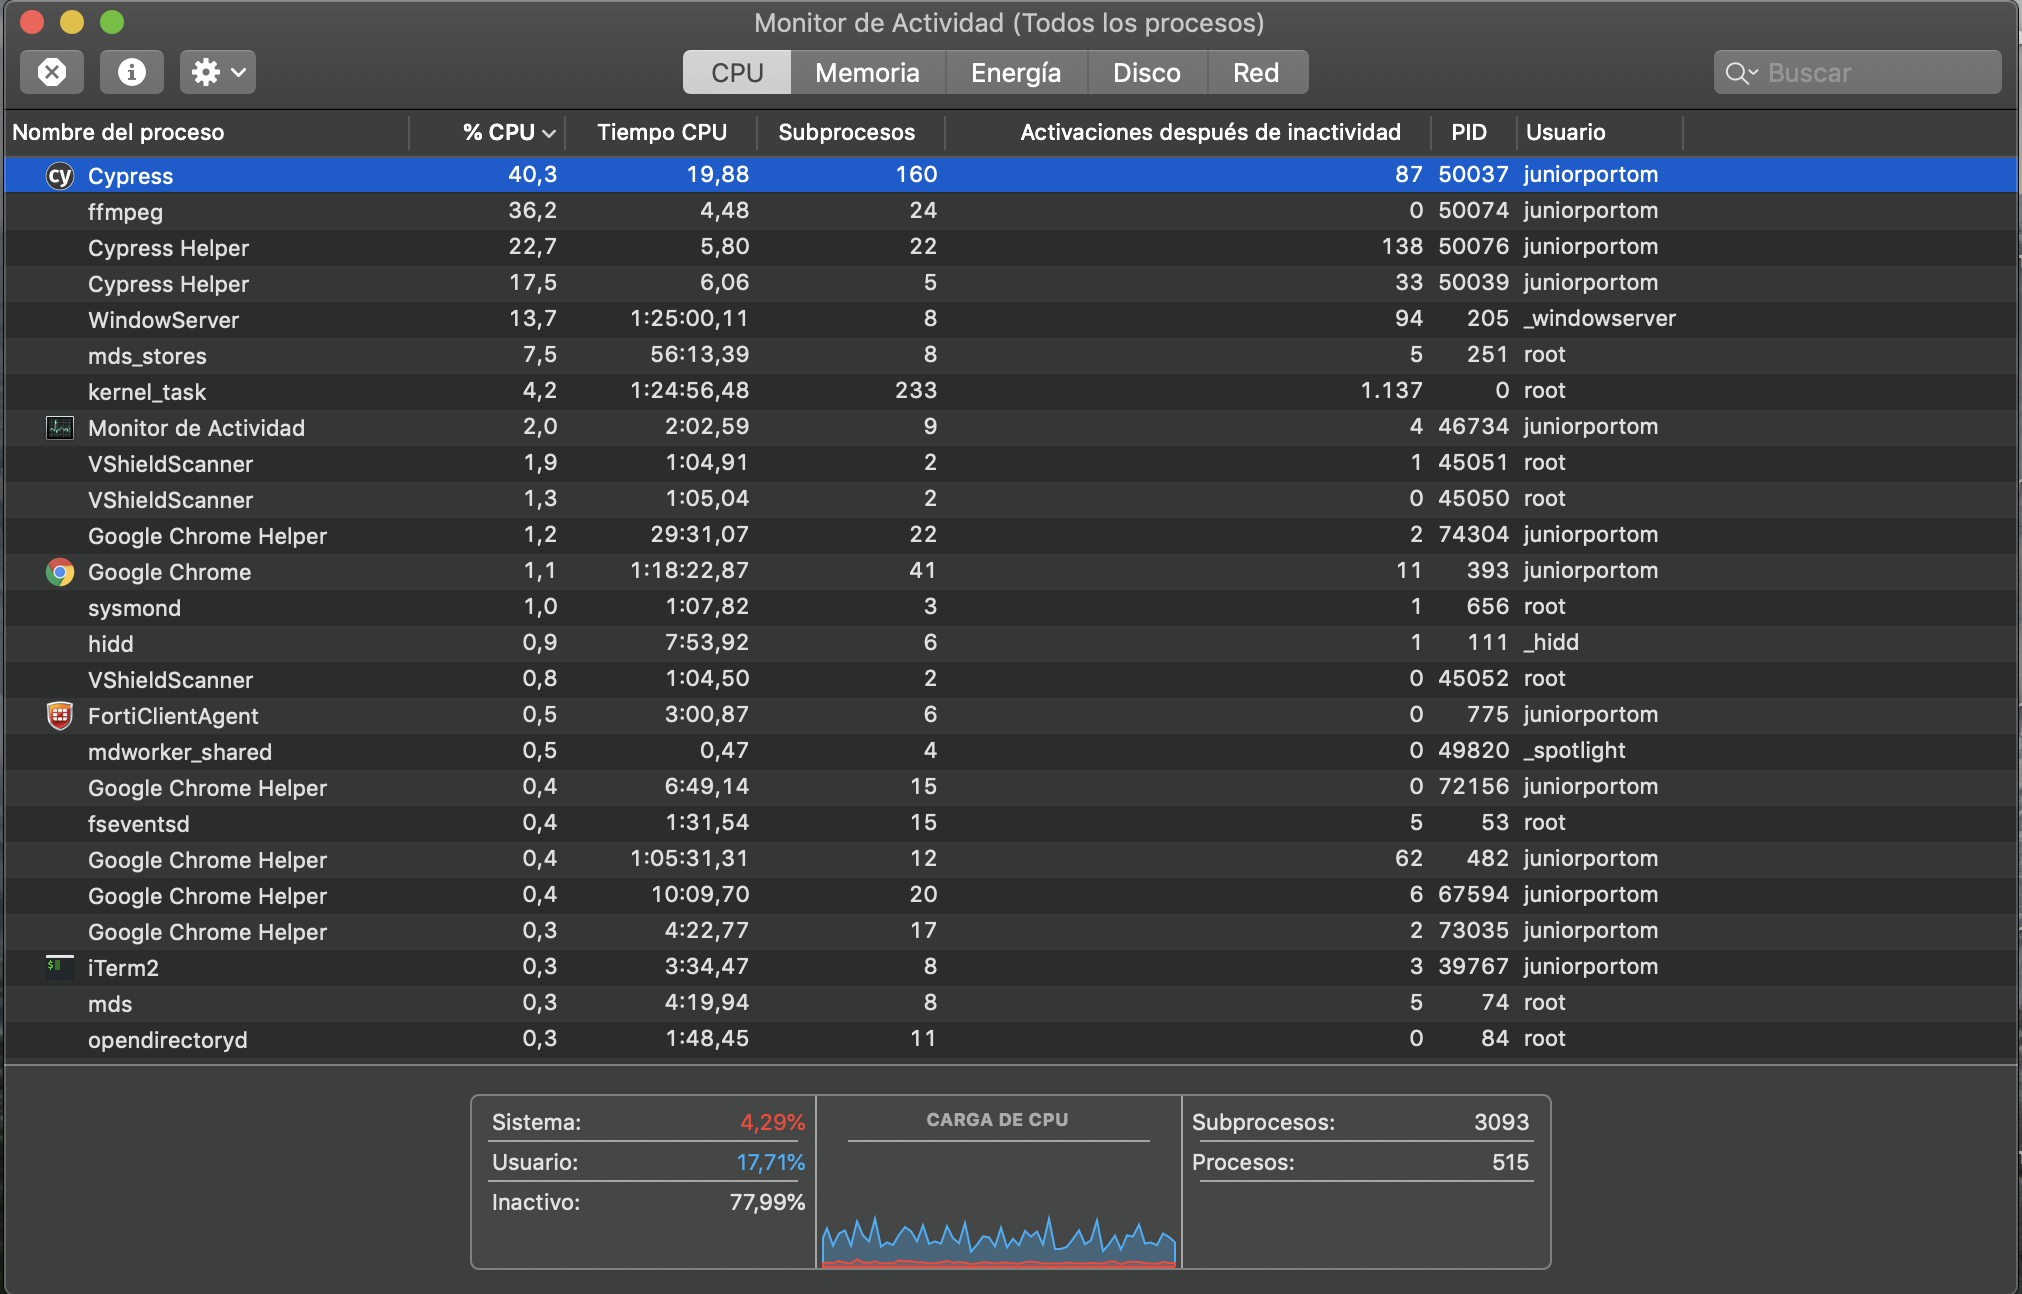 Monitor de Actividad (Todos los procesos)
CPU Memoria Energía Disco Red Buscar
Nombre del proceso % CPU Tiempo CPU Subprocesos Activaciones después de inactividad PID Usuario
cy Cypress 40,3 19,88 160 87 50037 juniorportom
ffmpeg 36,2 4,48 24 0 50074 juniorportom
Cypress Helper 22,7 5,80 22 138 50076 juniorportom
Cypress Helper 17,5 6,06 5 33 50039 juniorportom
WindowServer 13,7 1:25:00,11 8 94 205 _windowserver
mds_stores 7,5 56:13,39 8 5 251 root
kernel_task 4,2 1:24:56,48 233 1.137 0 root
Monitor de Actividad 2,0 2:02,59 9 4 46734 juniorportom
VShieldScanner 1,9 1:04,91 2 1 45051 root
VShieldScanner 1,3 1:05,04 2 0 45050 root
Google Chrome Helper 1,2 29:31,07 22 2 74304 juniorportom
Google Chrome 1,1 1:18:22,87 41 11 393 juniorportom
sysmond 1,0 1:07,82 3 1 656 root
hidd 0,9 7:53,92 6 1 111 _hidd
VShieldScanner 0,8 1:04,50 2 0 45052 root
FortiClientAgent 0,5 3:00,87 6 0 775 juniorportom
mdworker_shared 0,5 0,47 4 0 49820 _spotlight
Google Chrome Helper 0,4 6:49,14 15 0 72156 juniorportom
fseventsd 0,4 1:31,54 15 5 53 root
Google Chrome Helper 0,4 1:05:31,31 12 62 482 juniorportom
Google Chrome Helper 0,4 10:09,70 20 6 67594 juniorportom
Google Chrome Helper 0,3 4:22,77 17 2 73035 juniorportom
$ iTerm2 0,3 3:34,47 8 3 39767 juniorportom
mds 0,3 4:19,94 8 5 74 root
opendirectoryd 0,3 1:48,45 11 0 84 root
Sistema: 4,29%
Usuario: 17,71%
Inactivo: 77,99%
CARGA DE CPU
Subprocesos: 3093
Procesos: 515